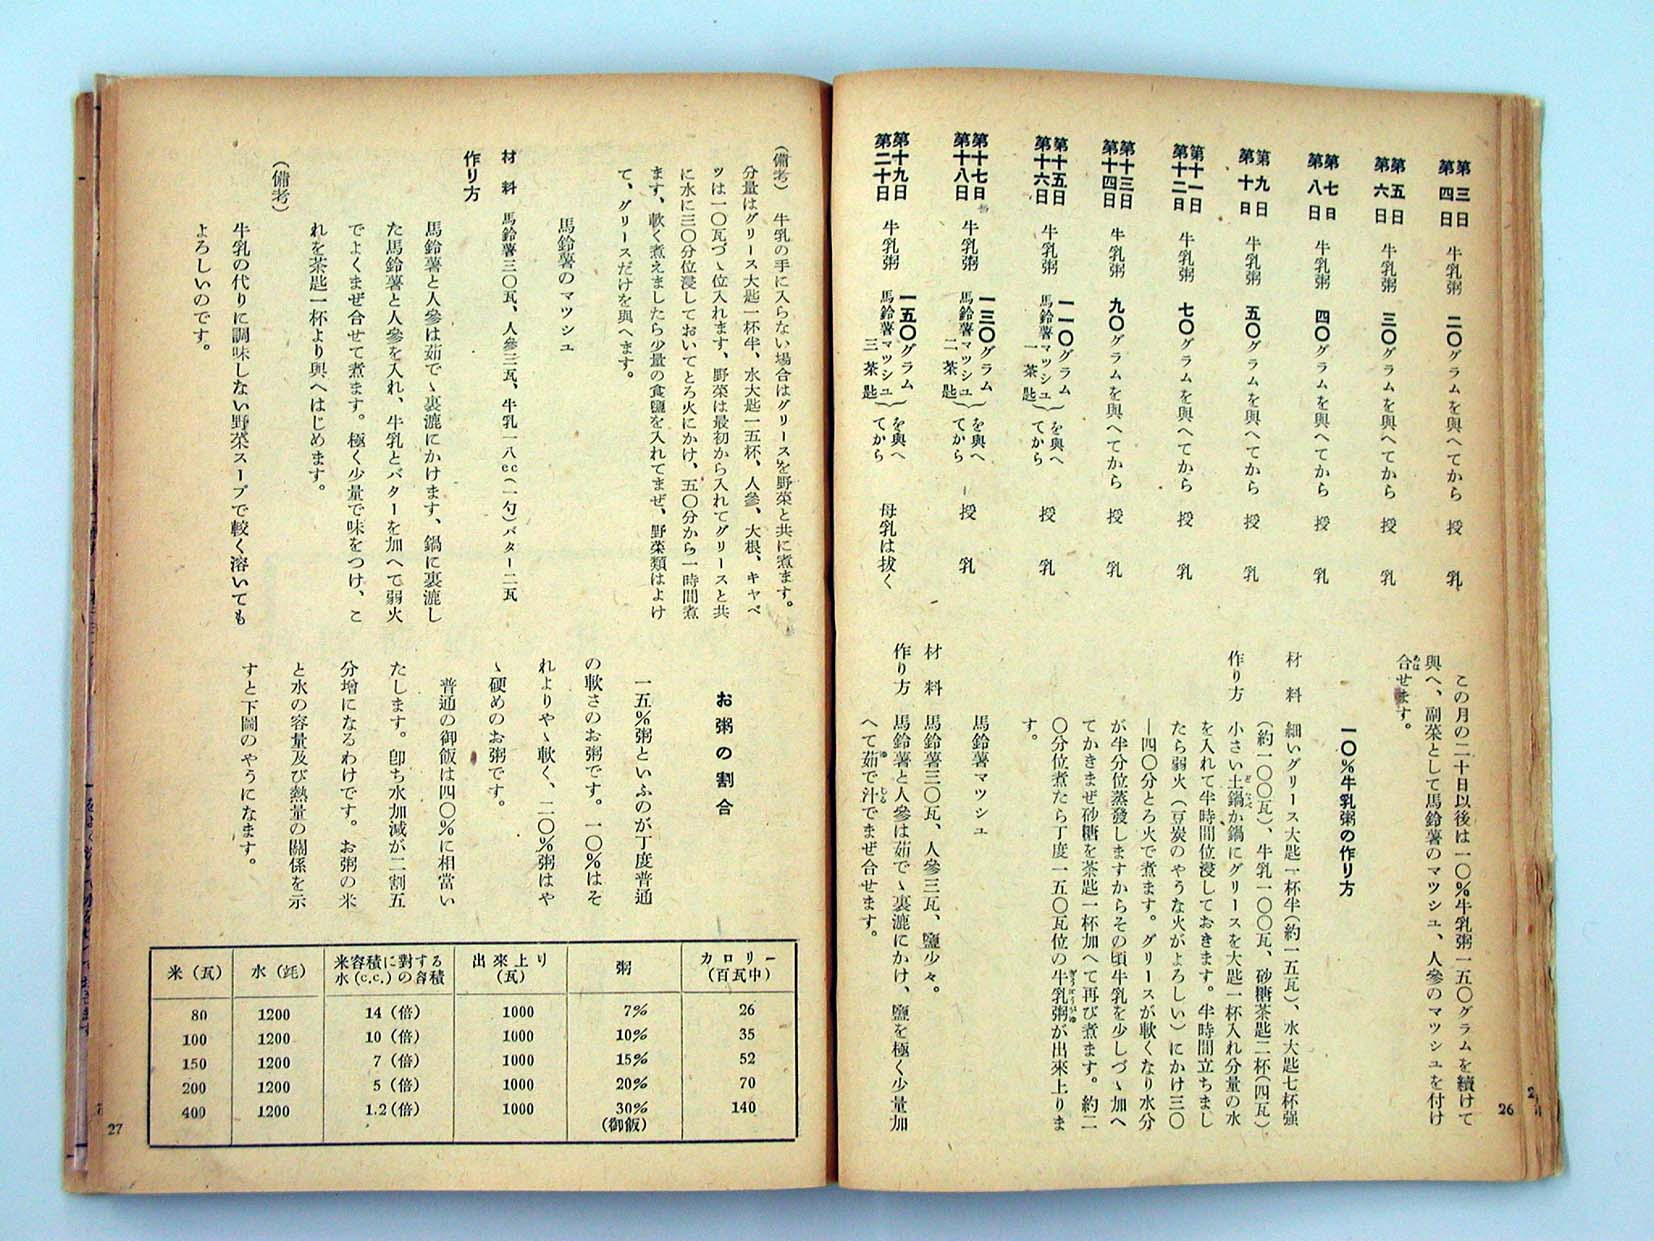 第三日
第四日　牛乳粥　二〇グラムを與へてから　授乳
第五日
第六日　牛乳粥　三〇グラムを與へてから　授乳
第七日
第八日　牛乳粥　四〇グラムを與へてから　授乳
第九日
第十日　牛乳粥　五〇グラムを與へてから　授乳
第十一日
第十二日　牛乳粥　七〇グラムを與へてから　授乳
第十三日
第十四日　牛乳粥　九〇グラムを與へてから　授乳
第十五日
第十六日　牛乳粥　一一〇グラム
馬鈴薯マツシユ　一茶匙　を與へてから　授乳
第十七日
第十八日　牛乳粥　一三〇グラム
馬鈴薯マツシユ　二茶匙　を與へてから　授乳
第十九日
第二十日　牛乳粥　一五〇グラム
馬鈴薯マツシユ　三茶匙　を與へてから　母乳は拔く
この月の二十日以後は一〇％牛乳粥一五〇グラムを續けて
與へ、副菜として馬鈴薯のマツシユ、人參のマツシユを付け
合せます。
一〇％牛乳粥の作り方
材　料　細いグリース大匙一杯半（約一五瓦）、水大匙七杯強
（約一〇〇瓦）、牛乳一〇〇瓦、砂糖茶匙二杯（四瓦）
作り方　小さい土鍋か鍋にグリースを大匙一杯入れ分量の水
を入れて半時間位浸しておきます。半時間立ちまし
たら弱火（豆炭のやうな火がよろしい）にかけ三〇
―四〇分とろ火で煮ます。グリースが軟くなり水分
が半分位蒸發しますからその頃牛乳を少しづゝ加へ
てかきまぜ砂糖を茶匙一杯加へて再び煮ます。約二
〇分位煮たら丁度一五〇瓦位の牛乳粥が出來上りま
す。
馬鈴薯マツシユ
材　料　馬鈴薯三〇瓦、人參三瓦、鹽少々。
作り方　馬鈴薯と人參は茹で、裏漉にかけ、鹽を極く少量加
へて茹で汁でまぜ合せます。
26
（備考）　牛乳の手に入らない場合はグリースを野菜と共に煮ます。
分量はグリース大匙一杯半、水大匙一五杯、人參、大根、キャベ
ツは一〇瓦づゝ位入れます、野菜は最初から入れてグリースと共
に水に三〇分位浸しておいてとろ火にかけ、五〇分から一時間煮
ます、軟く煮えましたら少量の食鹽を入れてまぜ、野菜類はよけ
て、グリースだけを與へます。
馬鈴薯のマツシユ
材　料　馬鈴薯三〇瓦、人參三瓦、牛乳一八cc（一勺）バター二瓦
作り方
馬鈴薯と人參は茹で、裏漉にかけます、鍋に裏漉し
た馬鈴薯と人參を入れ、牛乳とバターを加へて弱火
でよくまぜ合せて煮ます。極く少量で味をつけ、こ
れを茶匙一杯より與へはじめます。
（備考）
牛乳の代りに調味しない野菜スープで較く溶いても
よろしいのです。
お粥の割合
一五％粥といふのが丁度普通
の軟さのお粥です。一〇％はそ
れよりやゝ軟く、二〇％粥はや
ゝ硬めのお粥です。
普通の御飯は四〇％に相當い
たします。卽ち水加減が二割五
分增になるわけです。お粥の米
と水の容量及び熱量の關係を示
すと下圖のやうになます。
米（瓦）　水（竓）　米容積に對する水(c.c.)の容積　出來上り（瓦）　粥　カロリー（百瓦中）
80　1200　14（倍）　1000　7%　26
100　1200　10（倍）　1000　10%　35
150　1200　7（倍）　1000　15%　52
200　1200　5（倍）　1000　20%　70
400　1200　1.2（倍）　1000　30%（御飯）　140
27